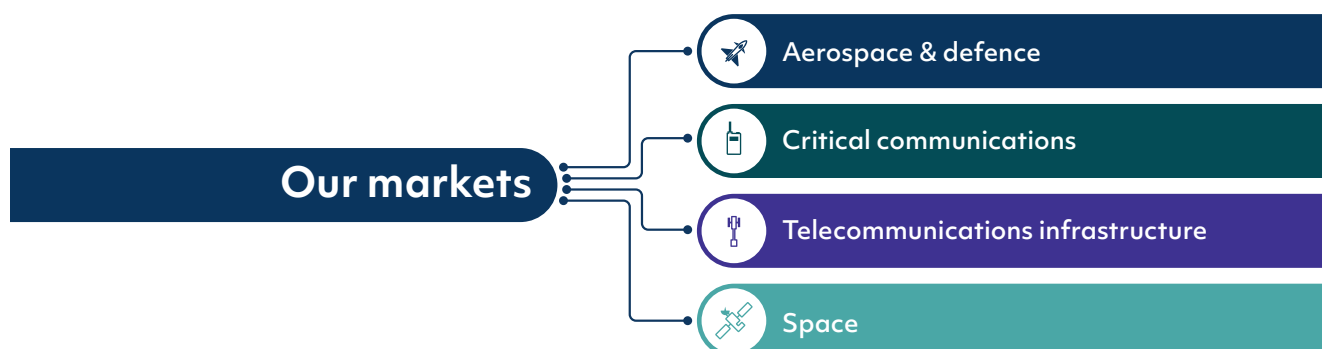 Our markets
Aerospace & defence
Critical communications
Telecommunications infrastructure
Space